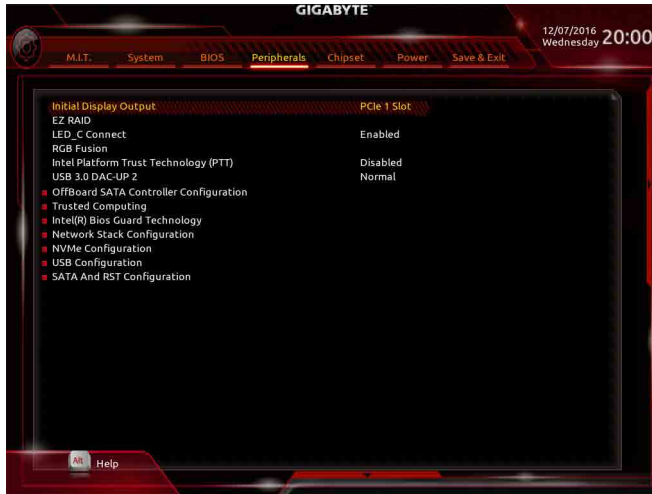 GIGABYTE
12/07/2016
Wednesday
20:00
M.I.T. System BIOS Peripherals Chipset Power Save & Exit
Initial Display Output PCIe 1 Slot
EZ RAID
LED_C Connect Enabled
RGB Fusion
Intel Platform Trust Technology (PTT) Disabled
USB 3.0 DAC-UP 2 Normal
OffBoard SATA Controller Configuration
Trusted Computing
Intel(R) Bios Guard Technology
Network Stack Configuration
NVMe Configuration
USB Configuration
SATA And RST Configuration
Alt Help